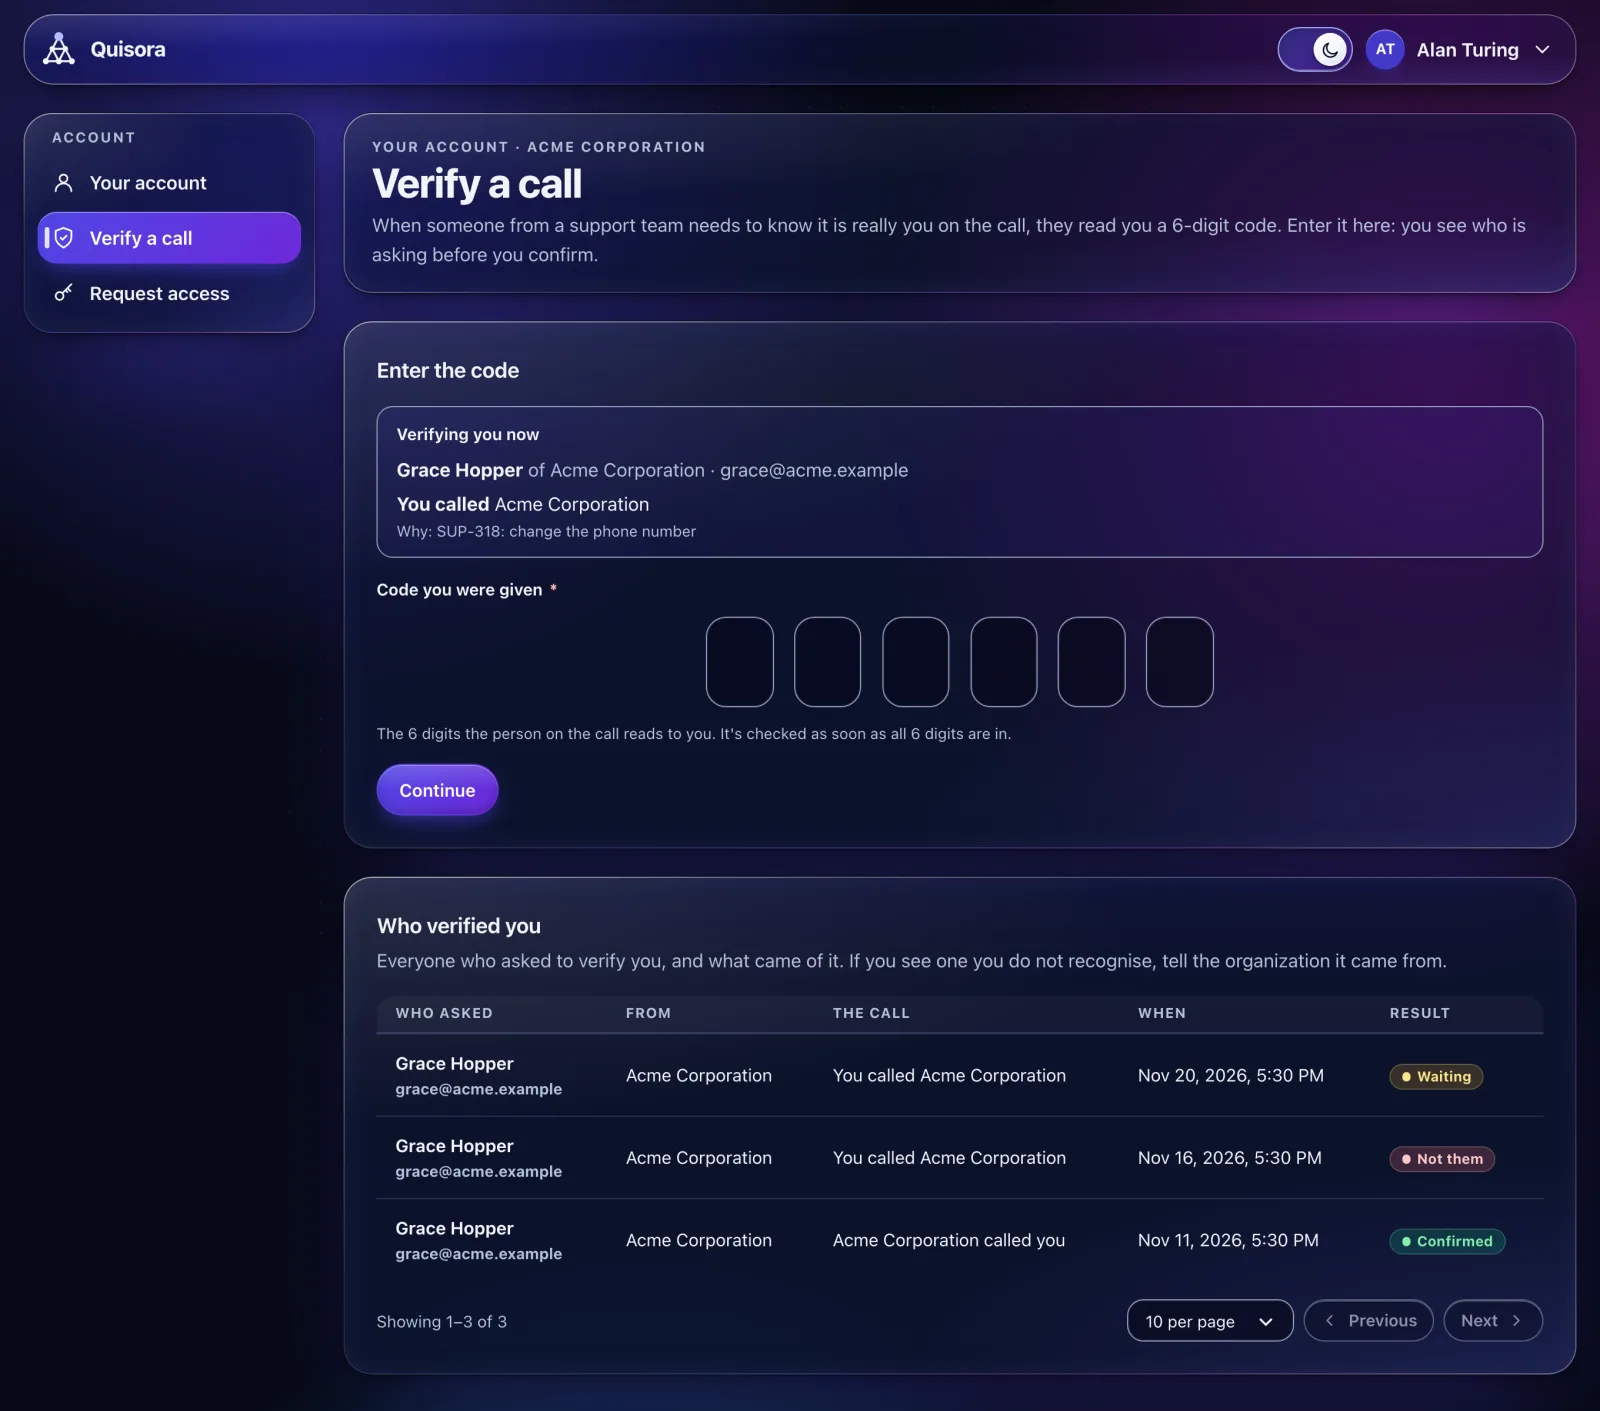 Quisora
AT
Alan Turing
ACCOUNT
Your account
Verify a call
Request access
YOUR ACCOUNT · ACME CORPORATION
Verify a call
When someone from a support team needs to know it is really you on the call, they read you a 6-digit code. Enter it here: you see who is
asking before you confirm.
Enter the code
Verifying you now
Grace Hopper of Acme Corporation · grace@acme.example
You called Acme Corporation
Why: SUP-318: change the phone number
Code you were given *
The 6 digits the person on the call reads to you. It's checked as soon as all 6 digits are in.
Continue
Who verified you
Everyone who asked to verify you, and what came of it. If you see one you do not recognise, tell the organization it came from.
WHO ASKED FROM THE CALL WHEN RESULT
Grace Hopper
grace@acme.example
Acme Corporation You called Acme Corporation Nov 20, 2026, 5:30 PM Waiting
Grace Hopper
grace@acme.example
Acme Corporation You called Acme Corporation Nov 16, 2026, 5:30 PM Not them
Grace Hopper
grace@acme.example
Acme Corporation Acme Corporation called you Nov 11, 2026, 5:30 PM Confirmed
Showing 1–3 of 3
10 per page
Previous
Next